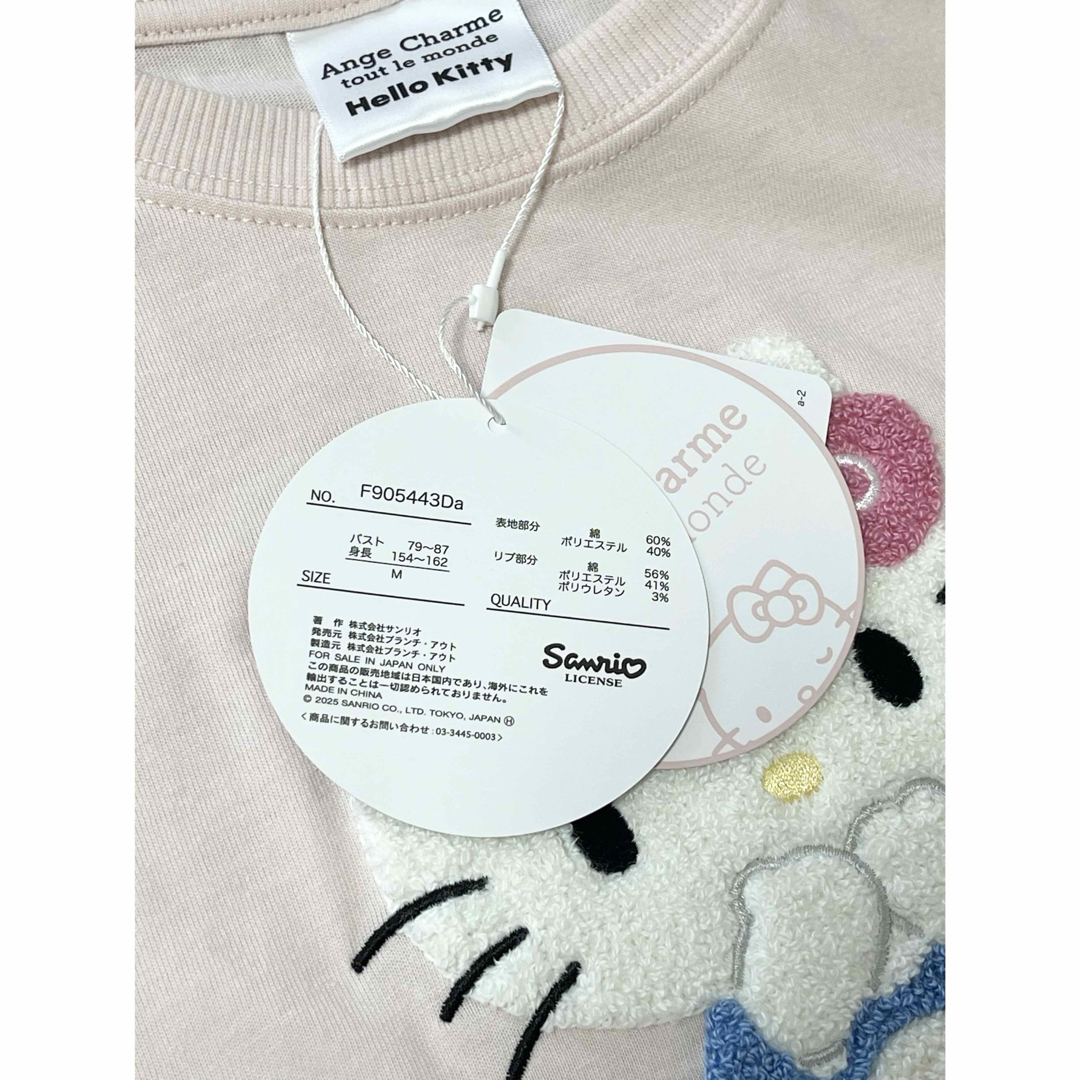 Ange Charme
tout le monde
Hello Kitty
a-2
arme
onde
NO. F905443Da
バスト 79〜87
身長 154〜162
SIZE M
表地部分 綿 60%
ポリエステル 40%
リブ部分 綿 56%
ポリエステル 41%
ポリウレタン 3%
QUALITY
著 作 株式会社サンリオ
発売元 株式会社ブランチ・アウト
製造元 株式会社ブランチ・アウト
FOR SALE IN JAPAN ONLY
この商品の販売地域は日本国内であり、海外にこれを
輸出することは一切認められておりません。
MADE IN CHINA
© 2025 SANRIO CO., LTD. TOKYO, JAPAN Ⓗ
<商品に関するお問い合わせ:03-3445-0003>
Sanrio
LICENSE